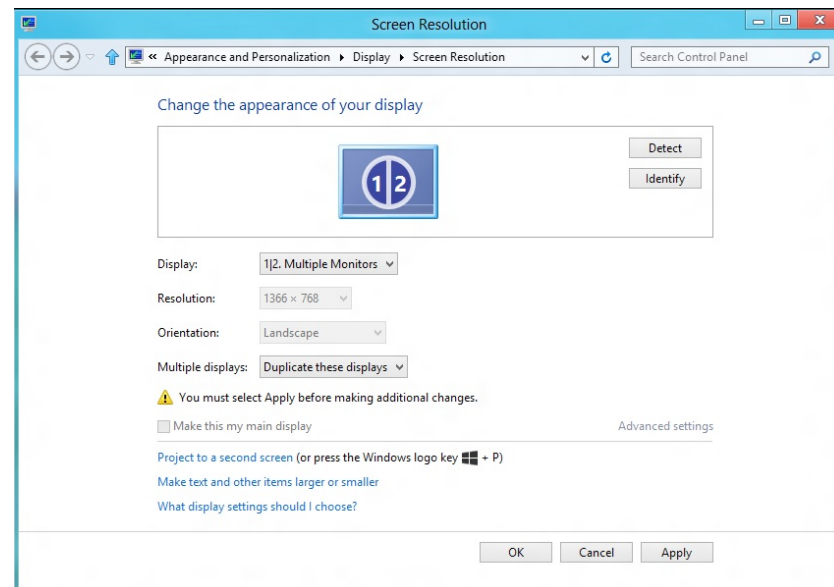 Screen Resolution
« Appearance and Personalization Display Screen Resolution
Search Control Panel
Change the appearance of your display
1|2
Detect
Identify
Display: 1|2. Multiple Monitors
Resolution: 1366 × 768
Orientation: Landscape
Multiple displays: Duplicate these displays
You must select Apply before making additional changes.
Make this my main display Advanced settings
Project to a second screen (or press the Windows logo key + P)
Make text and other items larger or smaller
What display settings should I choose?
OK Cancel Apply